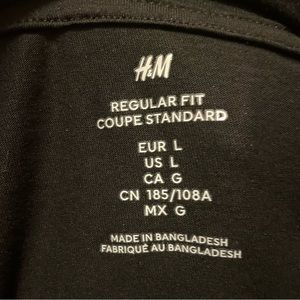 H&M
REGULAR FIT
COUPE STANDARD
EUR L
US L
CA G
CN 185/108A
MX G
MADE IN BANGLADESH
FABRIQUÉ AU BANGLADESH